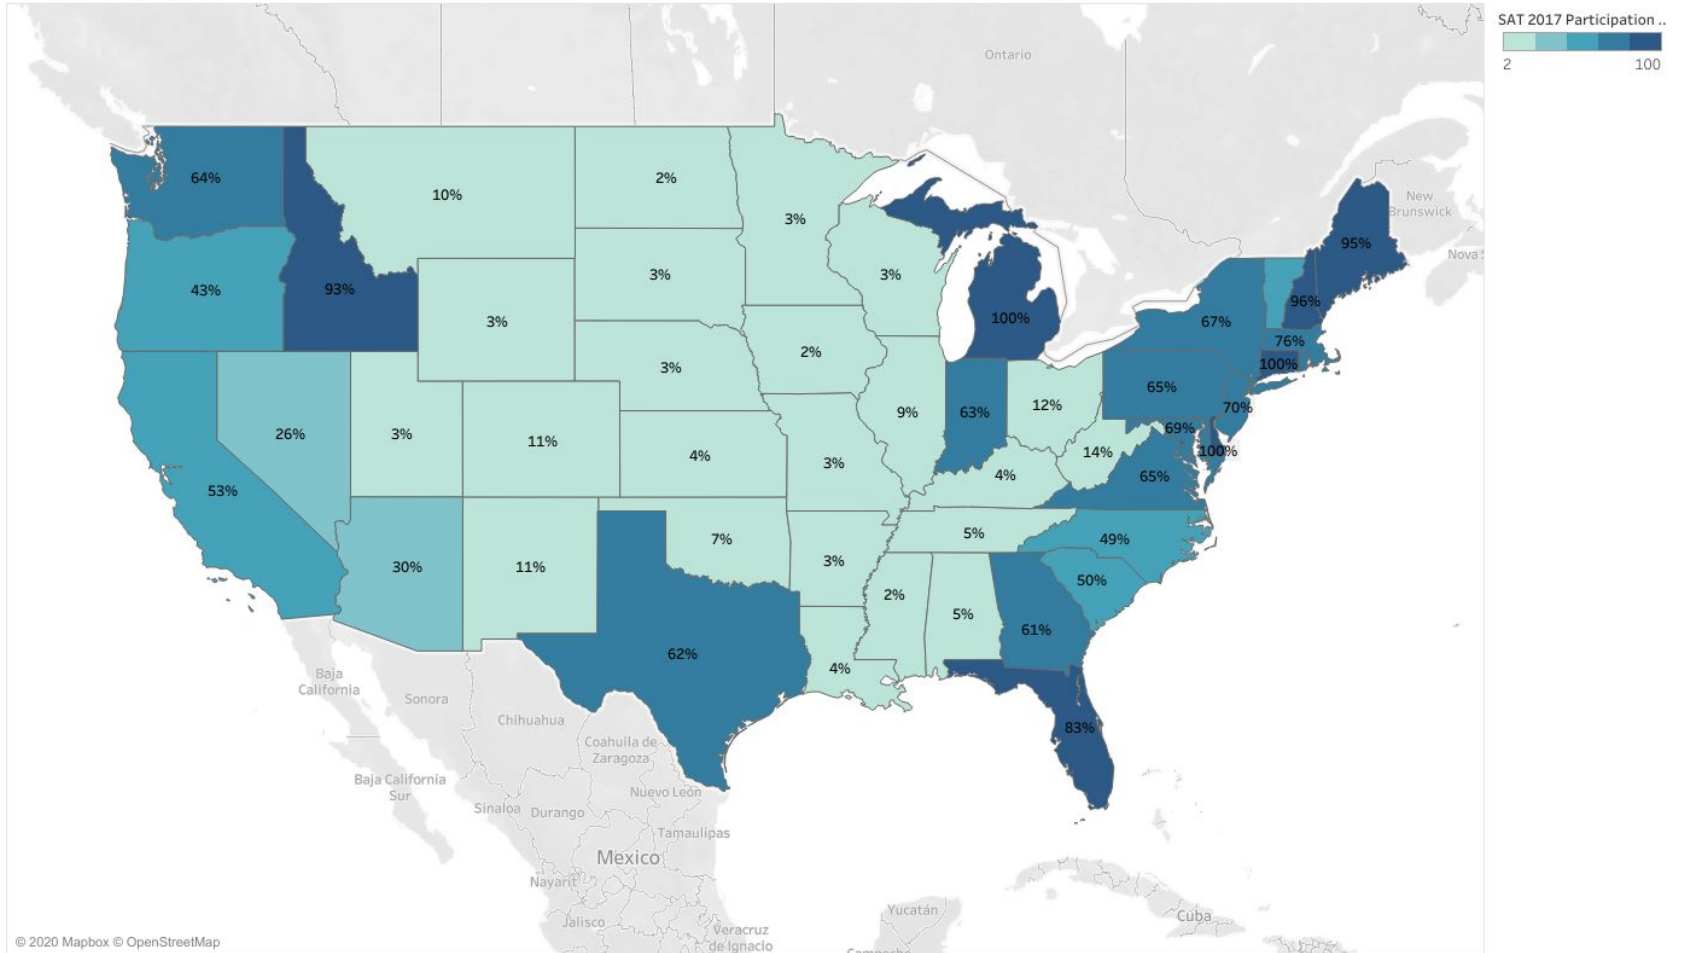 SAT 2017 Participation ..
2 100
Ontario
New
Brunswick
Nova S
64%
10%
2%
3%
95%
43%
93%
3%
3%
3%
96%
3%
100%
67%
76%
2%
100%
3%
65%
70%
26%
3%
11%
9%
63%
12%
69%
4%
3%
4%
14%
100%
53%
65%
7%
5%
49%
30%
11%
3%
50%
2%
5%
61%
62%
4%
83%
Baja
California
Sonora
Chihuahua
Coahuila de
Zaragoza
Baja California
Sur
Nuevo León
Sinaloa
Durango
Tamaulipas
Mexico
Nayarit
Jalisco
Yucatán
Cuba
Veracruz
de Ignacio
Campeche
© 2020 Mapbox © OpenStreetMap